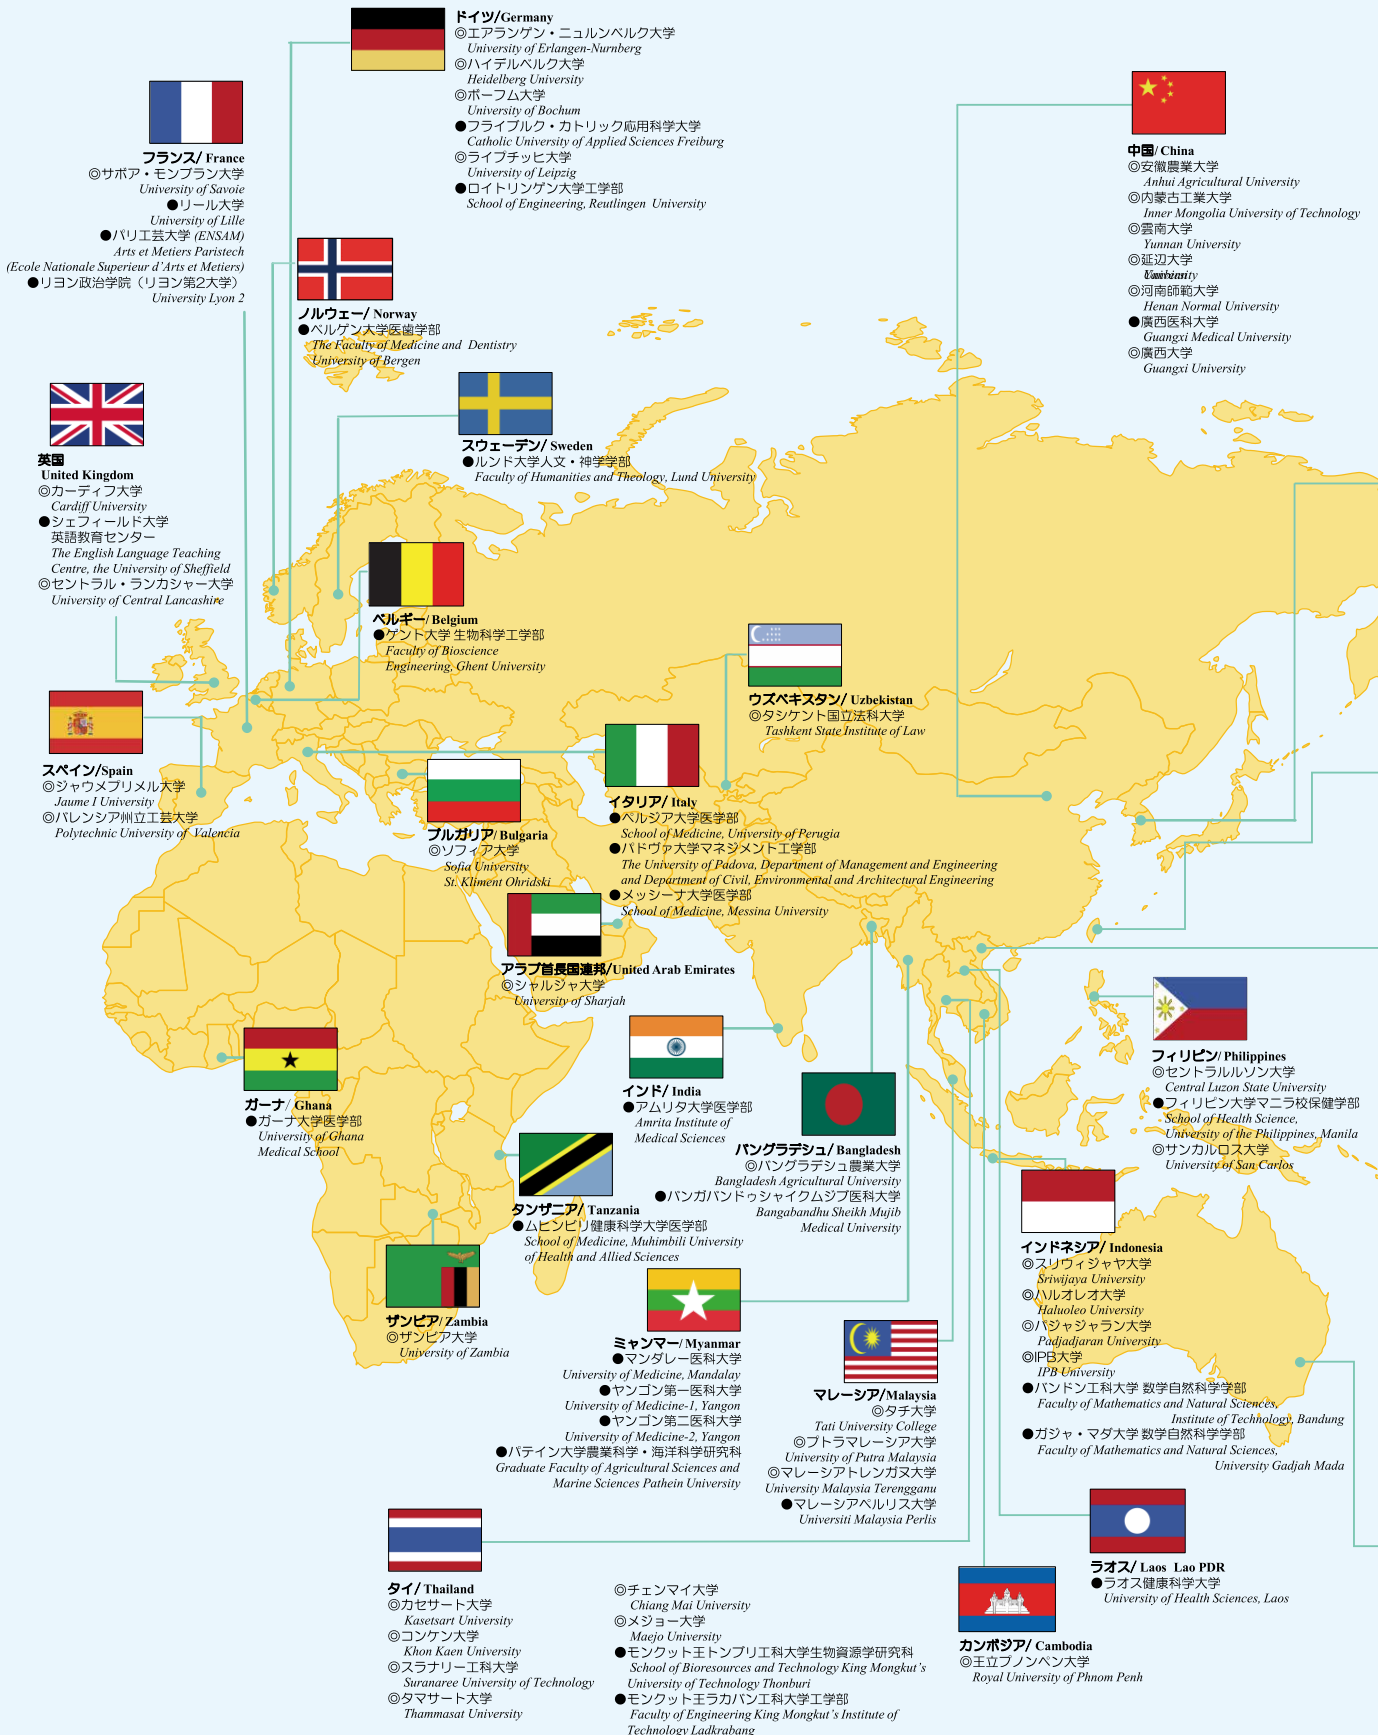 ドイツ/Germany
◎エアランゲン・ニュルンベルク大学
University of Erlangen-Nurnberg
◎ハイデルベルク大学
Heidelberg University
◎ボーフム大学
University of Bochum
●フライブルク・カトリック応用科学大学
Catholic University of Applied Sciences Freiburg
◎ライプチッヒ大学
University of Leipzig
●ロイトリンゲン大学工学部
School of Engineering, Reutlingen University
フランス/ France
◎サボア・モンブラン大学
University of Savoie
●リール大学
University of Lille
●パリ工芸大学 (ENSAM)
Arts et Metiers Paristech
(Ecole Nationale Superieur d'Arts et Metiers)
●リヨン政治学院（リヨン第2大学）
University Lyon 2
中国/ China
◎安徽農業大学
Anhui Agricultural University
◎内蒙古工業大学
Inner Mongolia University of Technology
◎雲南大学
Yunnan University
◎延辺大学
◎河南師範大学
Henan Normal University
●廣西医科大学
Guangxi Medical University
◎廣西大学
Guangxi University
ノルウェー/ Norway
●ベルゲン大学医歯学部
The Faculty of Medicine and Dentistry
University of Bergen
スウェーデン/ Sweden
●ルンド大学人文・神学学部
Faculty of Humanities and Theology, Lund University
英国
United Kingdom
◎カーディフ大学
Cardiff University
●シェフィールド大学
英語教育センター
The English Language Teaching
Centre, the University of Sheffield
◎セントラル・ランカシャー大学
University of Central Lancashire
ベルギー/ Belgium
●ゲント大学 生物科学工学部
Faculty of Bioscience
Engineering, Ghent University
ウズベキスタン/ Uzbekistan
◎タシケント国立法科大学
Tashkent State Institute of Law
スペイン/Spain
◎ジャウメプリメル大学
Jaume I University
◎バレンシア州立工芸大学
Polytechnic University of Valencia
ブルガリア/ Bulgaria
◎ソフィア大学
Sofia University
St. Kliment Ohridski
イタリア/ Italy
●ペルジア大学医学部
School of Medicine, University of Perugia
●パドヴァ大学マネジメント工学部
The University of Padova, Department of Management and Engineering
and Department of Civil, Environmental and Architectural Engineering
●メッシーナ大学医学部
School of Medicine, Messina University
アラブ首長国連邦/United Arab Emirates
◎シャルジャ大学
University of Sharjah
ガーナ/ Ghana
●ガーナ大学医学部
University of Ghana
Medical School
インド/ India
●アムリタ大学医学部
Amrita Institute of
Medical Sciences
フィリピン/ Philippines
◎セントラルルソン大学
Central Luzon State University
●フィリピン大学マニラ校保健学部
School of Health Science,
University of the Philippines, Manila
◎サンカルロス大学
University of San Carlos
バングラデシュ/ Bangladesh
◎バングラデシュ農業大学
Bangladesh Agricultural University
●バンガバンドゥシャイクムジブ医科大学
Bangabandhu Sheikh Mujib
Medical University
タンザニア/ Tanzania
●ムヒンビリ健康科学大学医学部
School of Medicine, Muhimbili University
of Health and Allied Sciences
インドネシア/ Indonesia
◎スリウィジャヤ大学
Sriwijaya University
◎ハルオレオ大学
Haluoleo University
◎パジャジャラン大学
Padjadjaran University
◎IPB大学
IPB University
●バンドン工科大学 数学自然科学学部
Faculty of Mathematics and Natural Sciences,
Institute of Technology, Bandung
●ガジャ・マダ大学 数学自然科学学部
Faculty of Mathematics and Natural Sciences,
University Gadjah Mada
ザンビア/ Zambia
◎ザンビア大学
University of Zambia
ミャンマー/ Myanmar
●マンダレー医科大学
University of Medicine, Mandalay
●ヤンゴン第一医科大学
University of Medicine-1, Yangon
●ヤンゴン第二医科大学
University of Medicine-2, Yangon
●パテイン大学農業科学・海洋科学研究科
Graduate Faculty of Agricultural Sciences and
Marine Sciences Pathein University
マレーシア/Malaysia
◎タチ大学
Tati University College
◎プトラマレーシア大学
University of Putra Malaysia
◎マレーシアトレンガヌ大学
University Malaysia Terengganu
●マレーシアペルリス大学
Universiti Malaysia Perlis
ラオス/ Laos Lao PDR
●ラオス健康科学大学
University of Health Sciences, Laos
カンボジア/ Cambodia
◎王立プノンペン大学
Royal University of Phnom Penh
タイ/ Thailand
◎カセサート大学
Kasetsart University
◎コンケン大学
Khon Kaen University
◎スラナリー工科大学
Suranaree University of Technology
◎タマサート大学
Thammasat University
◎チェンマイ大学
Chiang Mai University
◎メジョー大学
Maejo University
●モンクット王トンブリ工科大学生物資源学研究科
School of Bioresources and Technology King Mongkut's
University of Technology Thonburi
●モンクット王ラカバン工科大学工学部
Faculty of Engineering King Mongkut's Institute of
Technology Ladkrabang